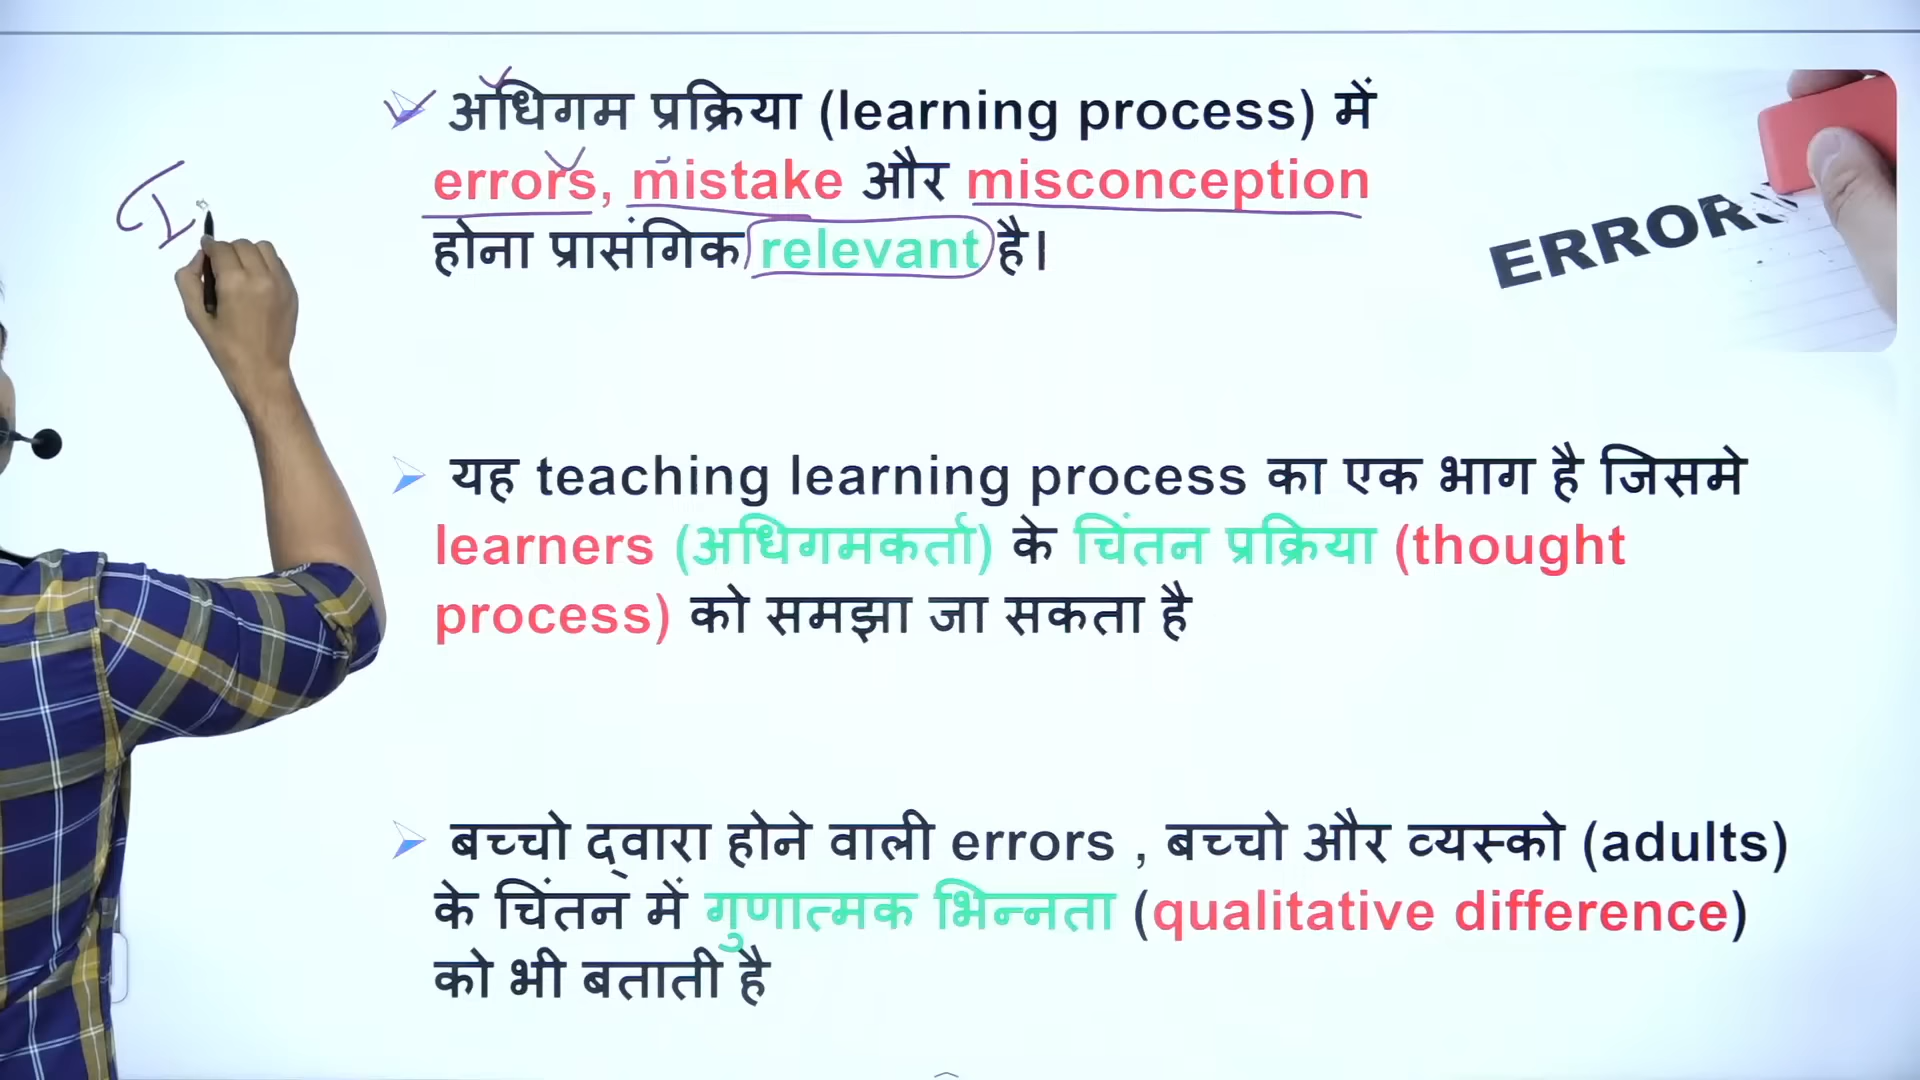 अधिगम प्रक्रिया (learning process) में
errors, mistake और misconception
होना प्रासंगिक relevant है।
ERRORS
यह teaching learning process का एक भाग है जिसमे
learners (अधिगमकर्ता) के चिंतन प्रक्रिया (thought
process) को समझा जा सकता है
बच्चो द्वारा होने वाली errors , बच्चो और व्यस्को (adults)
के चिंतन में गुणात्मक भिन्नता (qualitative difference)
को भी बताती है